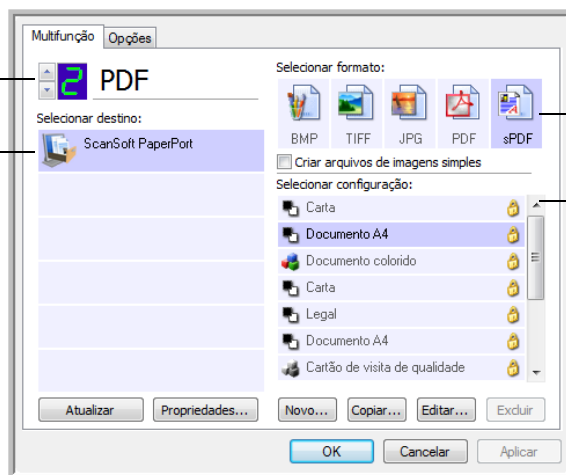 Multifunção Opções
2 PDF
Selecionar destino:
ScanSoft PaperPort
Selecionar formato:
BMP TIFF JPG PDF sPDF
Criar arquivos de imagens simples
Selecionar configuração:
Carta
Documento A4
Documento colorido
Carta
Legal
Documento A4
Cartão de visita de qualidade
Atualizar Propriedades... Novo... Copiar... Editar... Excluir
OK Cancelar Aplicar